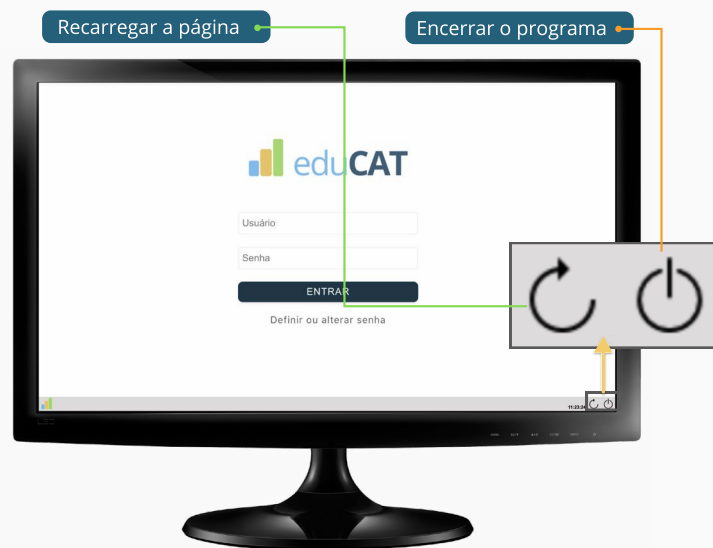 Recarregar a página
Encerrar o programa
eduCAT
Usuário
Senha
ENTRAR
Definir ou alterar senha